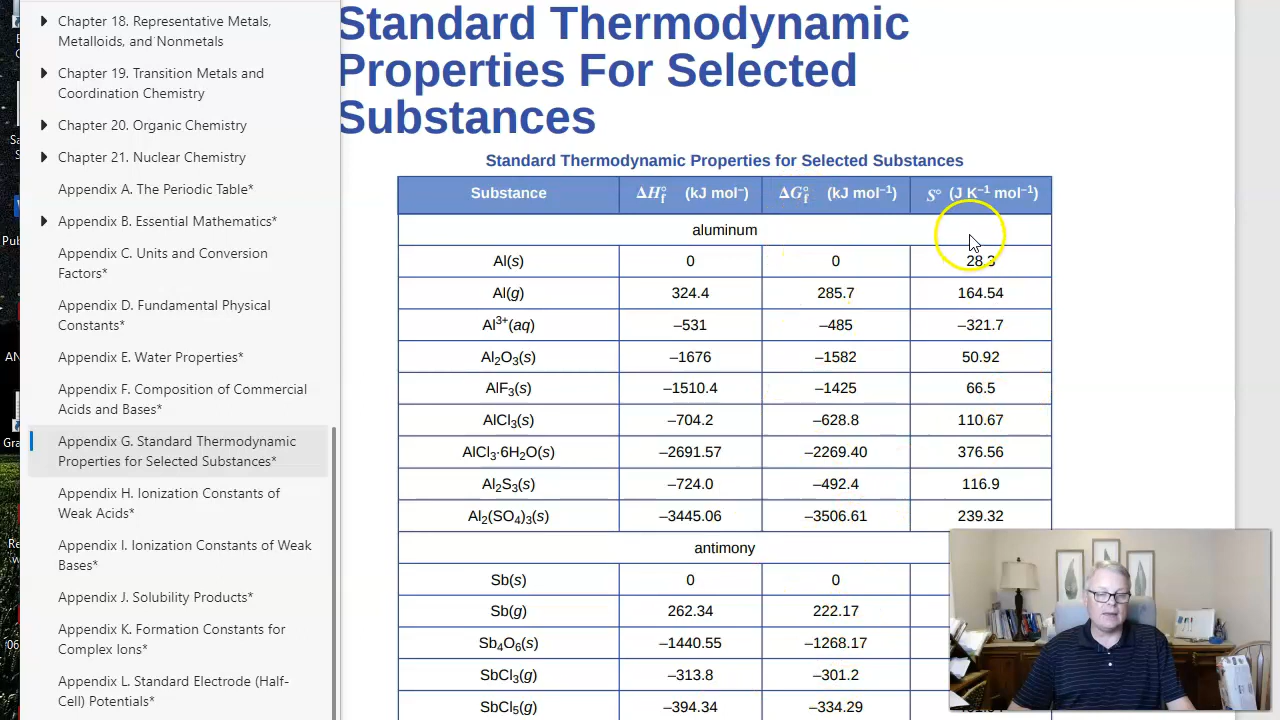 Chapter 18. Representative Metals,
Metalloids, and Nonmetals
Chapter 19. Transition Metals and
Coordination Chemistry
Chapter 20. Organic Chemistry
Chapter 21. Nuclear Chemistry
Appendix A. The Periodic Table*
Appendix B. Essential Mathematics*
Appendix C. Units and Conversion
Factors*
Appendix D. Fundamental Physical
Constants*
Appendix E. Water Properties*
Appendix F. Composition of Commercial
Acids and Bases*
Appendix G. Standard Thermodynamic
Properties for Selected Substances*
Appendix H. Ionization Constants of
Weak Acids*
Appendix I. Ionization Constants of Weak
Bases*
Appendix J. Solubility Products*
Appendix K. Formation Constants for
Complex Ions*
Appendix L. Standard Electrode (Half-
Cell) Potentials*
Standard Thermodynamic
Properties For Selected
Substances
Standard Thermodynamic Properties for Selected Substances
Substance ΔH°f (kJ mol⁻) ΔG°f (kJ mol⁻¹) S° (J K⁻¹ mol⁻¹)
aluminum
Al(s) 0 0 28.3
Al(g) 324.4 285.7 164.54
Al³⁺(aq) –531 –485 –321.7
Al₂O₃(s) –1676 –1582 50.92
AlF₃(s) –1510.4 –1425 66.5
AlCl₃(s) –704.2 –628.8 110.67
AlCl₃·6H₂O(s) –2691.57 –2269.40 376.56
Al₂S₃(s) –724.0 –492.4 116.9
Al₂(SO₄)₃(s) –3445.06 –3506.61 239.32
antimony
Sb(s) 0 0
Sb(g) 262.34 222.17
Sb₄O₆(s) –1440.55 –1268.17
SbCl₃(g) –313.8 –301.2
SbCl₅(g) –394.34 –334.29